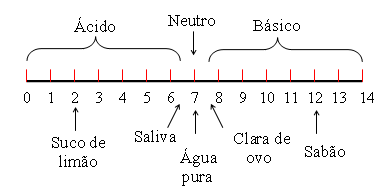 Neutro
Ácido
Básico
0 1 2 3 4 5 6 7 8 9 10 11 12 13 14
Suco de
limão
Saliva
Água
pura
Clara de
ovo
Sabão